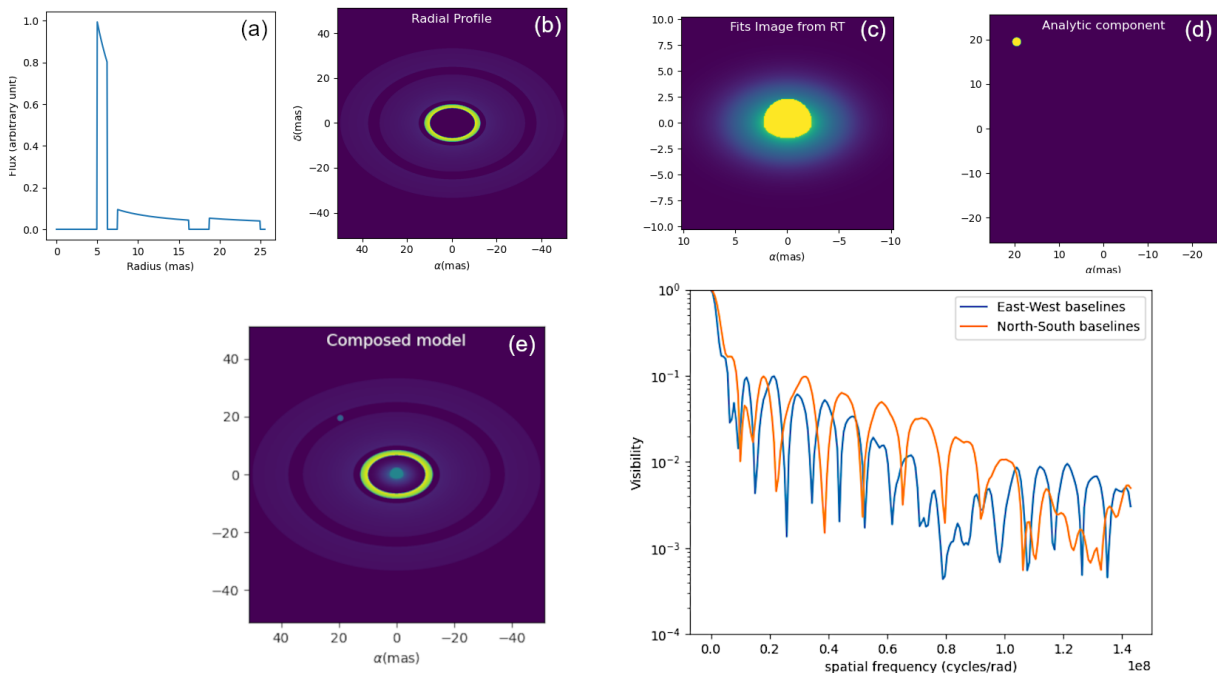 (a)
Flux (arbitrary unit)
1.0
0.8
0.6
0.4
0.2
0.0
0 5 10 15 20 25
Radius (mas)
Radial Profile (b)
δ(mas)
40
20
0
−20
−40
40 20 0 −20 −40
α(mas)
Fits Image from RT (c)
10.0
7.5
5.0
2.5
0.0
−2.5
−5.0
−7.5
−10.0
10 5 0 −5 −10
α(mas)
Analytic component (d)
20
10
0
−10
−20
20 10 0 −10 −20
α(mas)
Composed model (e)
40
20
0
−20
−40
40 20 0 −20 −40
α(mas)
East-West baselines
North-South baselines
Visibility
10⁰
10⁻¹
10⁻²
10⁻³
10⁻⁴
0.0 0.2 0.4 0.6 0.8 1.0 1.2 1.4
1e8
spatial frequency (cycles/rad)